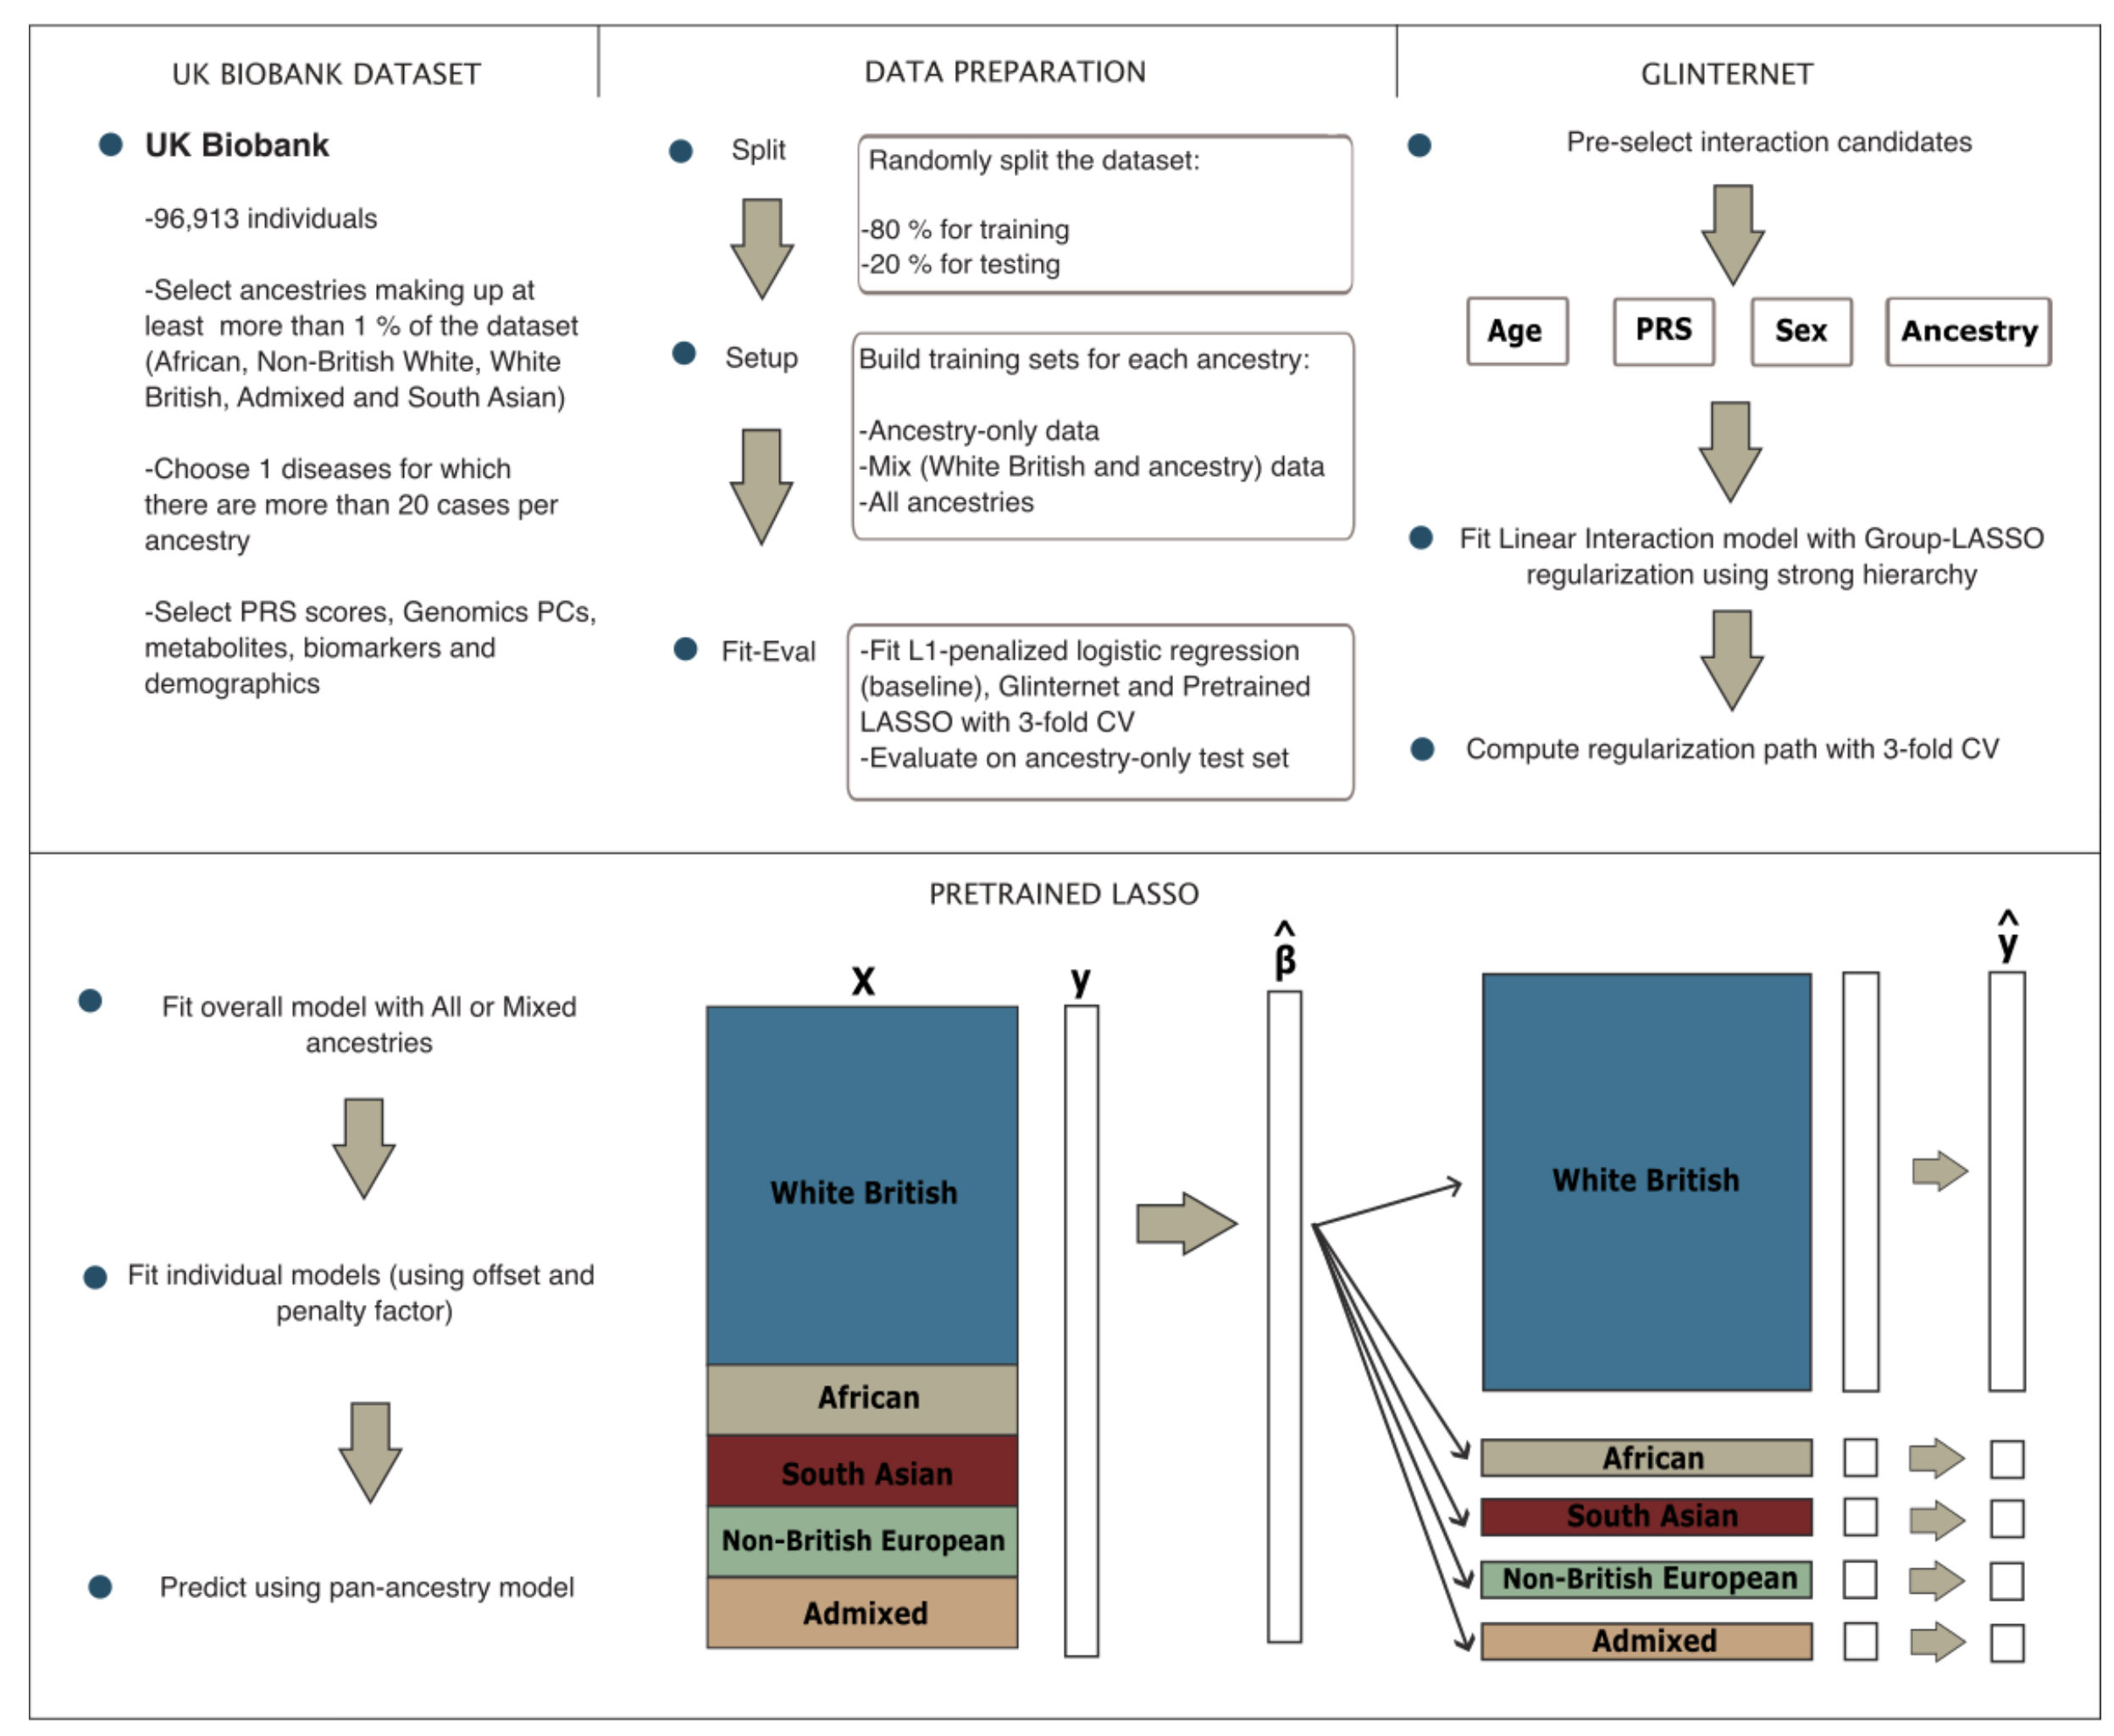 UK BIOBANK DATASET
UK Biobank
-96,913 individuals
-Select ancestries making up at
least more than 1 % of the dataset
(African, Non-British White, White
British, Admixed and South Asian)
-Choose 1 diseases for which
there are more than 20 cases per
ancestry
-Select PRS scores, Genomics PCs,
metabolites, biomarkers and
demographics
DATA PREPARATION
Split
Randomly split the dataset:
-80 % for training
-20 % for testing
Setup
Build training sets for each ancestry:
-Ancestry-only data
-Mix (White British and ancestry) data
-All ancestries
Fit-Eval
-Fit L1-penalized logistic regression
(baseline), Glinternet and Pretrained
LASSO with 3-fold CV
-Evaluate on ancestry-only test set
GLINTERNET
Pre-select interaction candidates
Age PRS Sex Ancestry
Fit Linear Interaction model with Group-LASSO
regularization using strong hierarchy
Compute regularization path with 3-fold CV
PRETRAINED LASSO
Fit overall model with All or Mixed
ancestries
Fit individual models (using offset and
penalty factor)
Predict using pan-ancestry model
X y β̂ ŷ
White British
African
South Asian
Non-British European
Admixed
White British
African
South Asian
Non-British European
Admixed